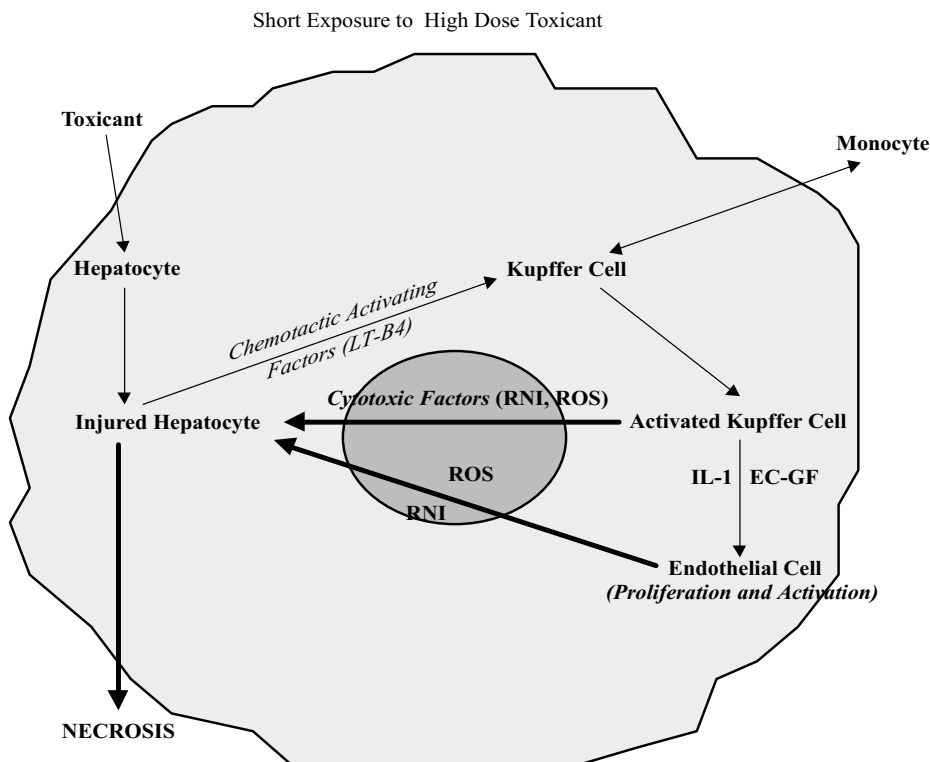 Short Exposure to High Dose Toxicant
Toxicant
Monocyte
Hepatocyte
Kupffer Cell
Chemotactic Activating
Factors (LT-B4)
Cytotoxic Factors (RNI, ROS)
Injured Hepatocyte
Activated Kupffer Cell
ROS
IL-1
EC-GF
RNI
Endothelial Cell
(Proliferation and Activation)
NECROSIS